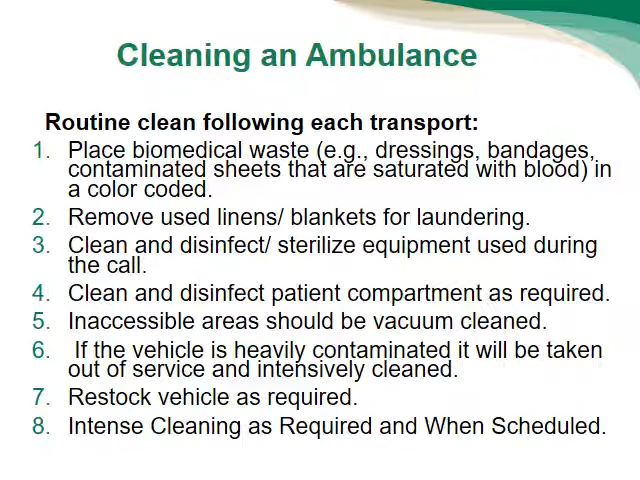 Cleaning an Ambulance
Routine clean following each transport:
1. Place biomedical waste (e.g., dressings, bandages,
contaminated sheets that are saturated with blood) in
a color coded.
2. Remove used linens/ blankets for laundering.
3. Clean and disinfect/ sterilize equipment used during
the call.
4. Clean and disinfect patient compartment as required.
5. Inaccessible areas should be vacuum cleaned.
6. If the vehicle is heavily contaminated it will be taken
out of service and intensively cleaned.
7. Restock vehicle as required.
8. Intense Cleaning as Required and When Scheduled.